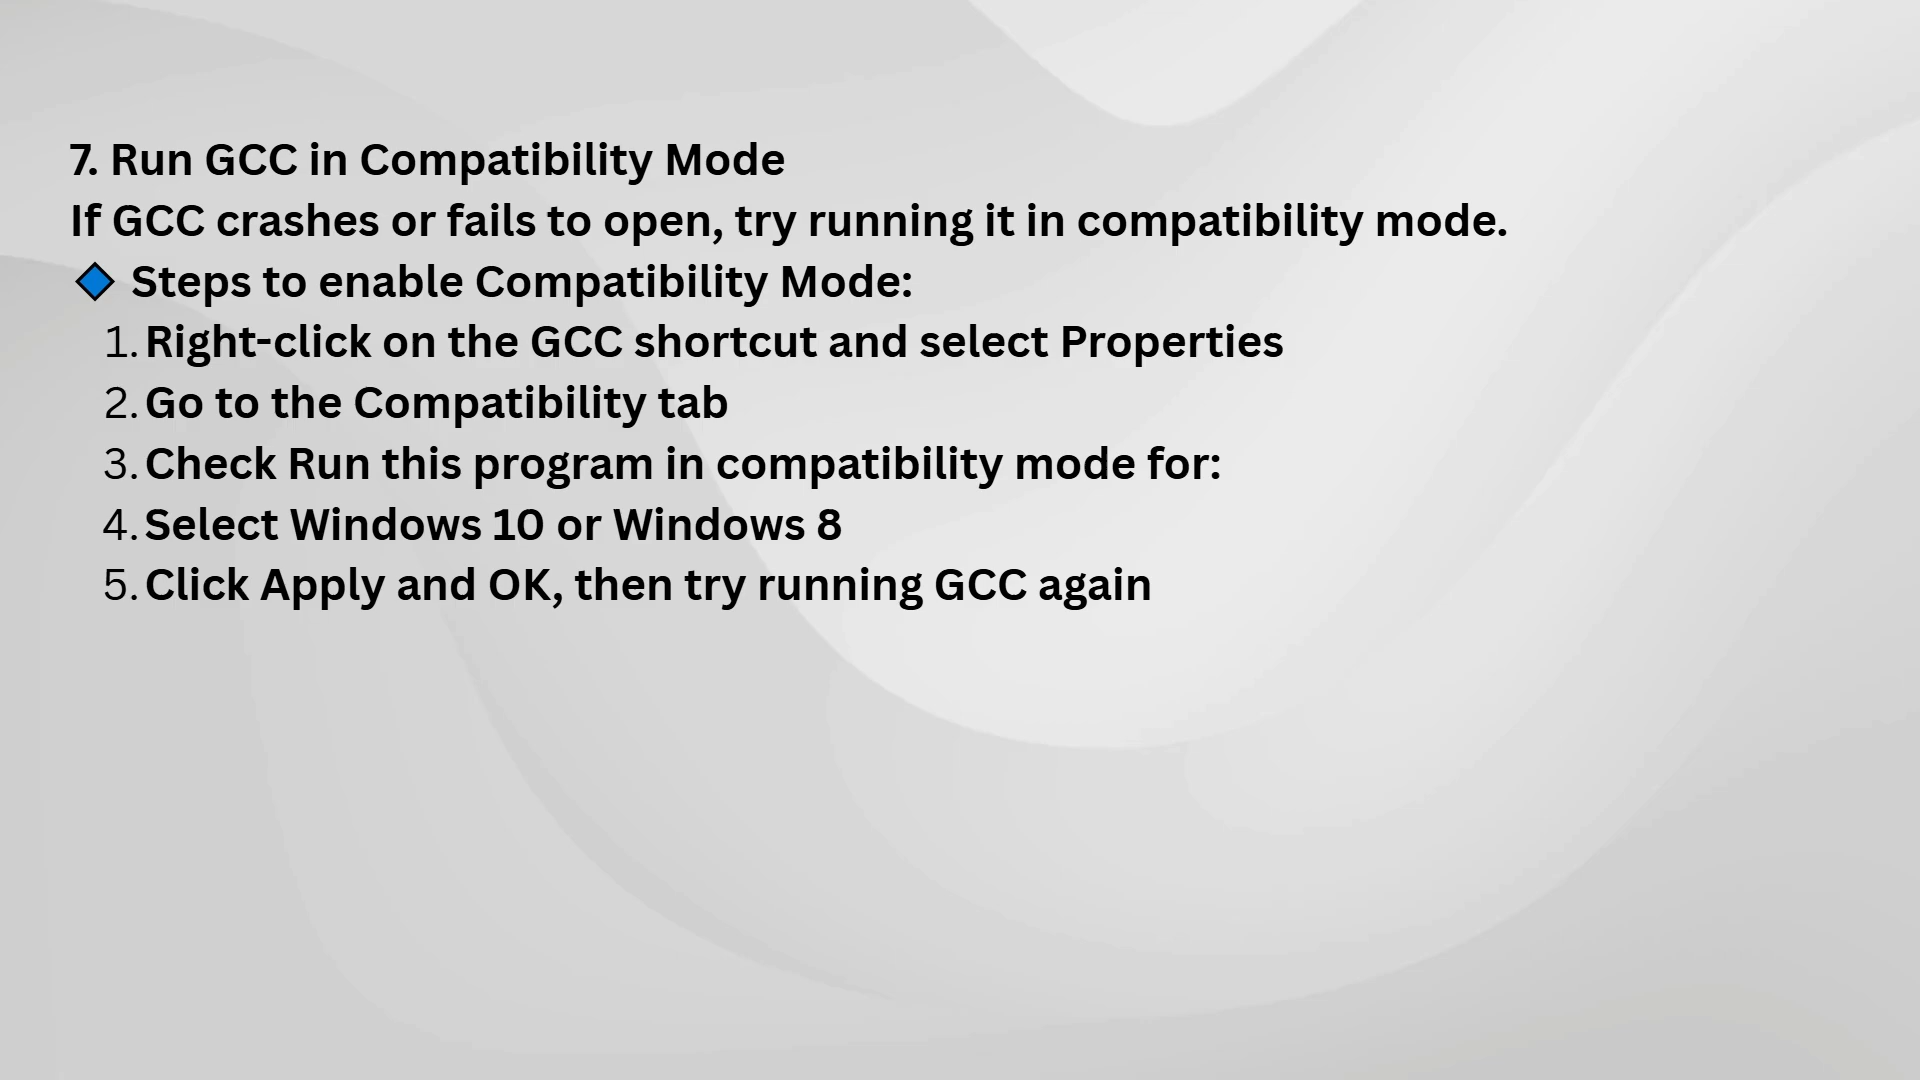 7. Run GCC in Compatibility Mode
If GCC crashes or fails to open, try running it in compatibility mode.
🔷 Steps to enable Compatibility Mode:
1. Right-click on the GCC shortcut and select Properties
2. Go to the Compatibility tab
3. Check Run this program in compatibility mode for:
4. Select Windows 10 or Windows 8
5. Click Apply and OK, then try running GCC again